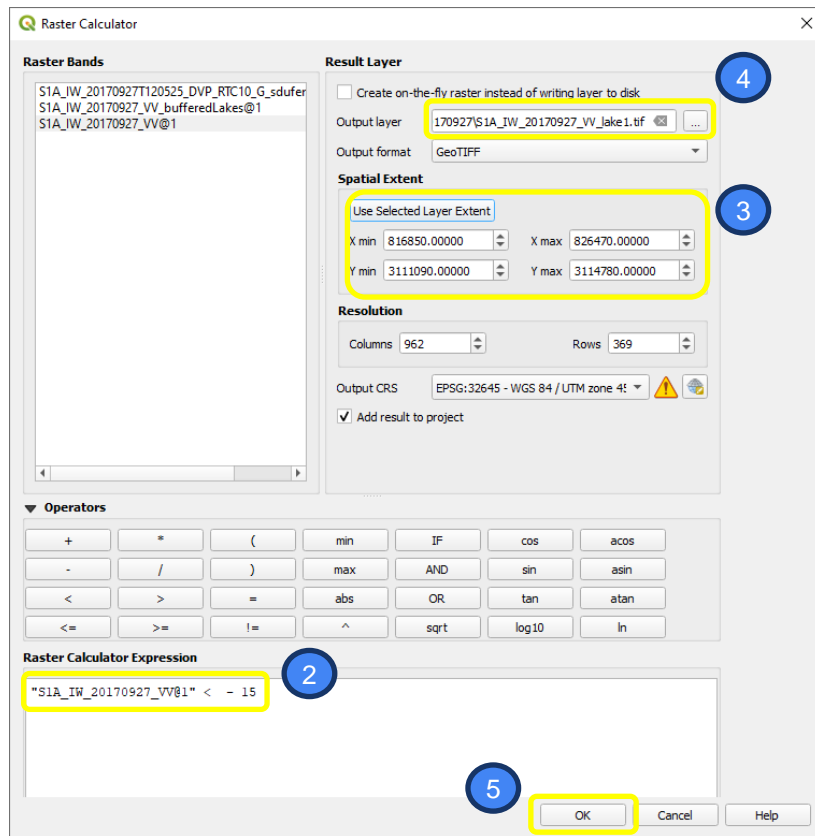 Raster Calculator
Raster Bands
S1A_IW_20170927T120525_DVP_RTC10_G_sdufer
S1A_IW_20170927_VV_bufferedLakes@1
S1A_IW_20170927_VV@1
Result Layer
4
Create on-the-fly raster instead of writing layer to disk
Output layer 170927\S1A_IW_20170927_VV_lake1.tif ...
Output format GeoTIFF
Spatial Extent
3
Use Selected Layer Extent
X min 816850.00000 X max 826470.00000
Y min 3111090.00000 Y max 3114780.00000
Resolution
Columns 962 Rows 369
Output CRS EPSG:32645 - WGS 84 / UTM zone 45
Add result to project
Operators
+ * ( min IF cos acos
- / ) max AND sin asin
< > = abs OR tan atan
<= >= != ^ sqrt log10 ln
Raster Calculator Expression
2
"S1A_IW_20170927_VV@1" < - 15
5
OK Cancel Help